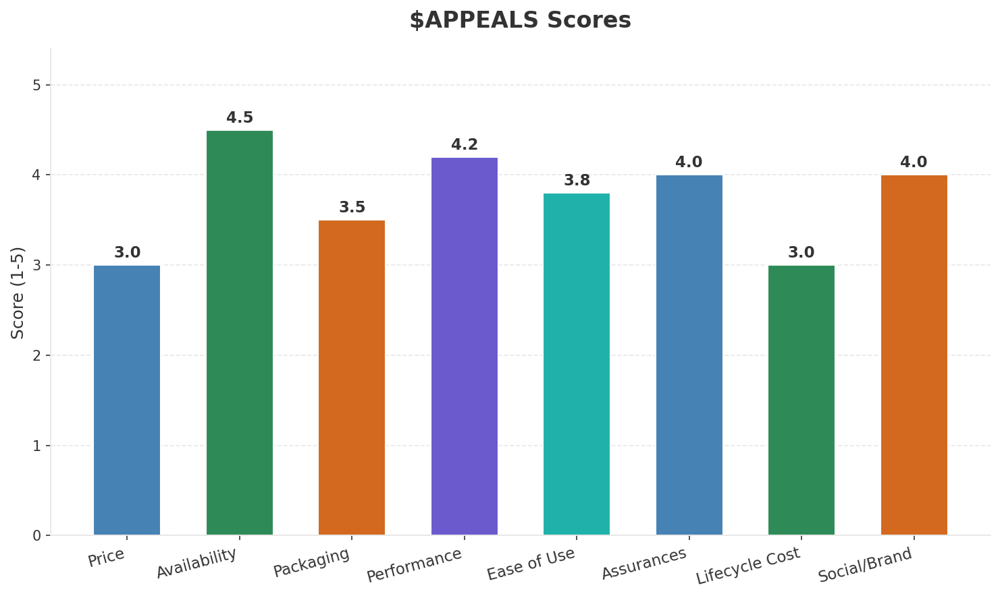 $APPEALS Scores
Score (1-5)
5
4
3
2
1
0
3.0
4.5
3.5
4.2
3.8
4.0
3.0
4.0
Price
Availability
Packaging
Performance
Ease of Use
Assurances
Lifecycle Cost
Social/Brand